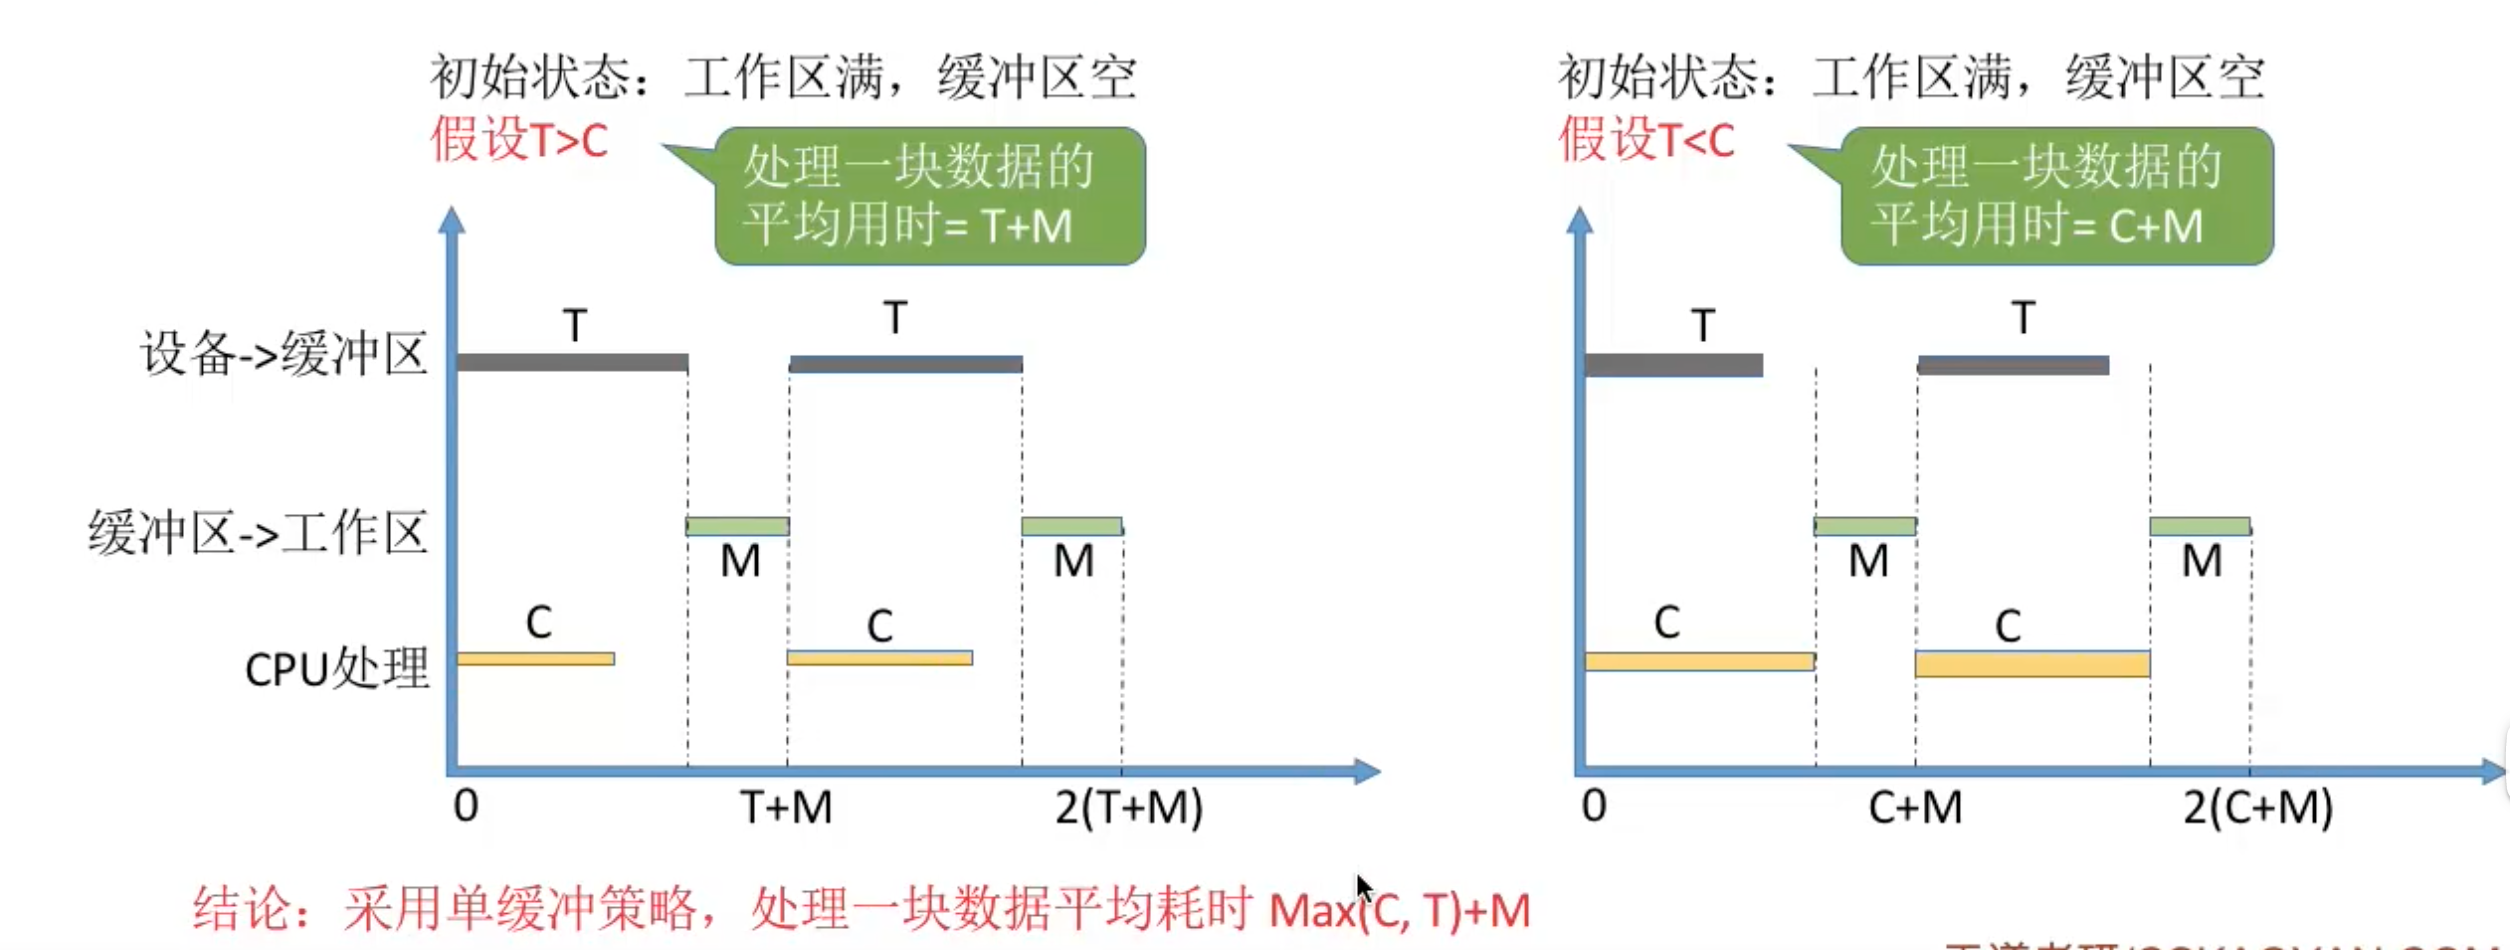 初始状态：工作区满，缓冲区空
假设T>C
处理一块数据的
平均用时= T+M
T
T
设备->缓冲区
缓冲区->工作区
M
M
C
C
CPU处理
0
T+M
2(T+M)
初始状态：工作区满，缓冲区空
假设T<C
处理一块数据的
平均用时= C+M
T
T
M
M
C
C
0
C+M
2(C+M)
结论：采用单缓冲策略，处理一块数据平均耗时 Max(C, T)+M